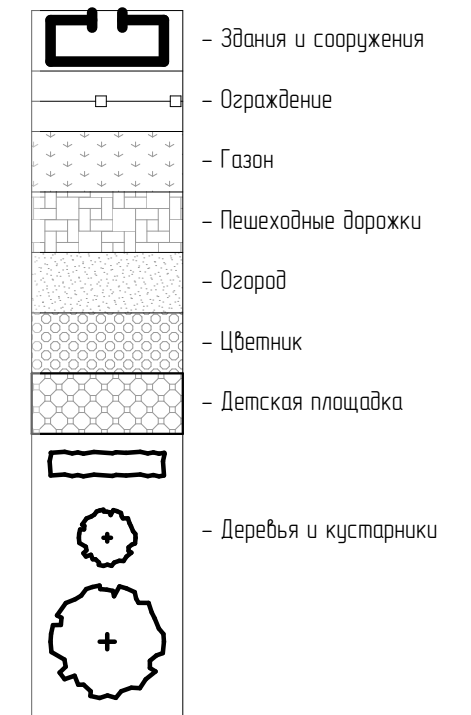 – Здания и сооружения
– Ограждение
– Газон
– Пешеходные дорожки
– Огород
– Цветник
– Детская площадка
– Деревья и кустарники